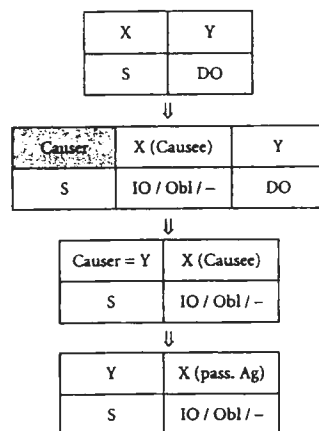 X Y
S DO
⇓
Causer X (Causee) Y
S IO / Obl / – DO
⇓
Causer = Y X (Causee)
S IO / Obl / –
⇓
Y X (pass. Ag)
S IO / Obl / –